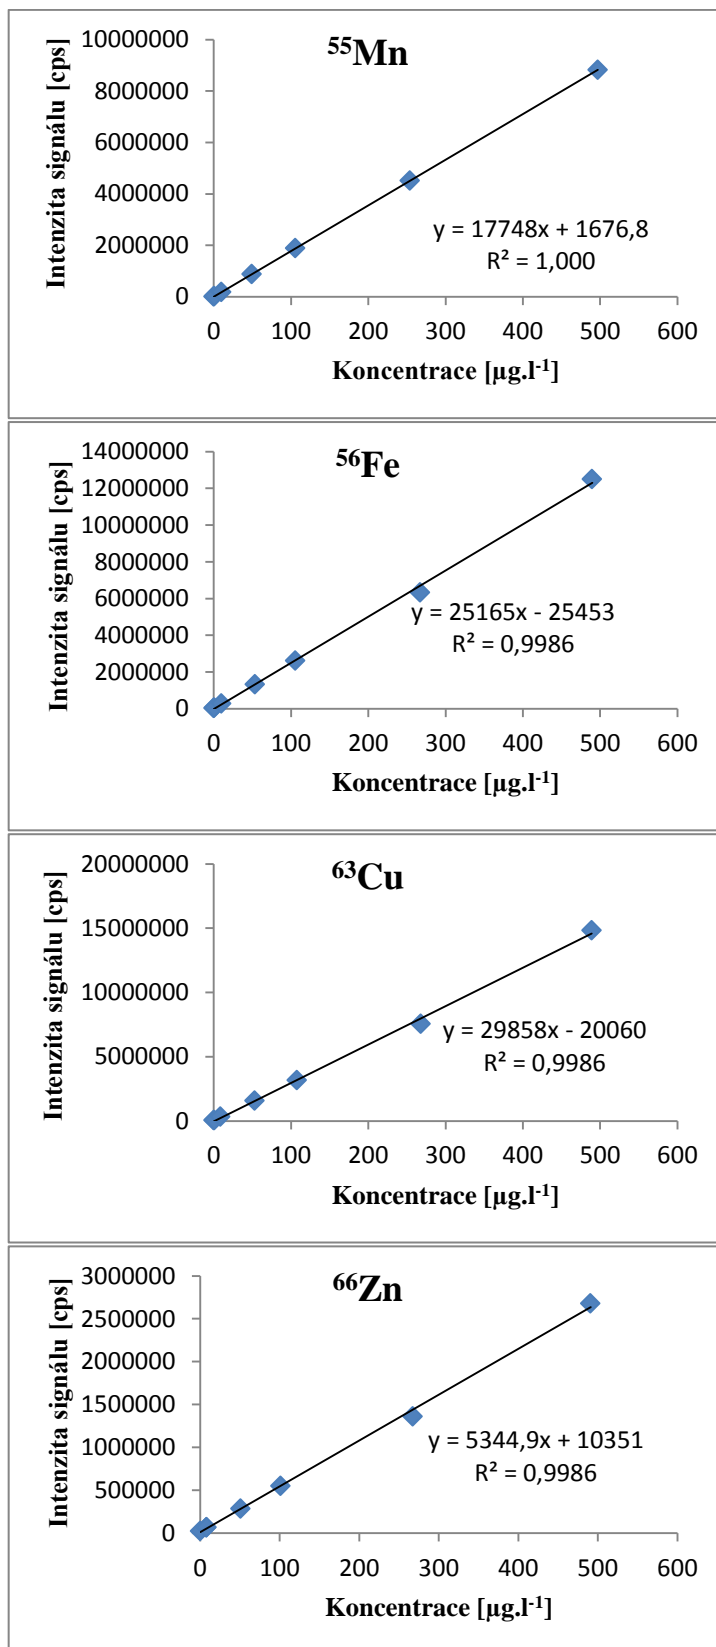 ⁵⁵Mn
Intenzita signálu [cps]
10000000
8000000
6000000
4000000
2000000
0
y = 17748x + 1676,8
R² = 1,000
0 100 200 300 400 500 600
Koncentrace [µg.l⁻¹]
⁵⁶Fe
Intenzita signálu [cps]
14000000
12000000
10000000
8000000
6000000
4000000
2000000
0
y = 25165x - 25453
R² = 0,9986
0 100 200 300 400 500 600
Koncentrace [µg.l⁻¹]
⁶³Cu
Intenzita signálu [cps]
20000000
15000000
10000000
5000000
0
y = 29858x - 20060
R² = 0,9986
0 100 200 300 400 500 600
Koncentrace [µg.l⁻¹]
⁶⁶Zn
Intenzita signálu [cps]
3000000
2500000
2000000
1500000
1000000
500000
0
y = 5344,9x + 10351
R² = 0,9986
0 100 200 300 400 500 600
Koncentrace [µg.l⁻¹]